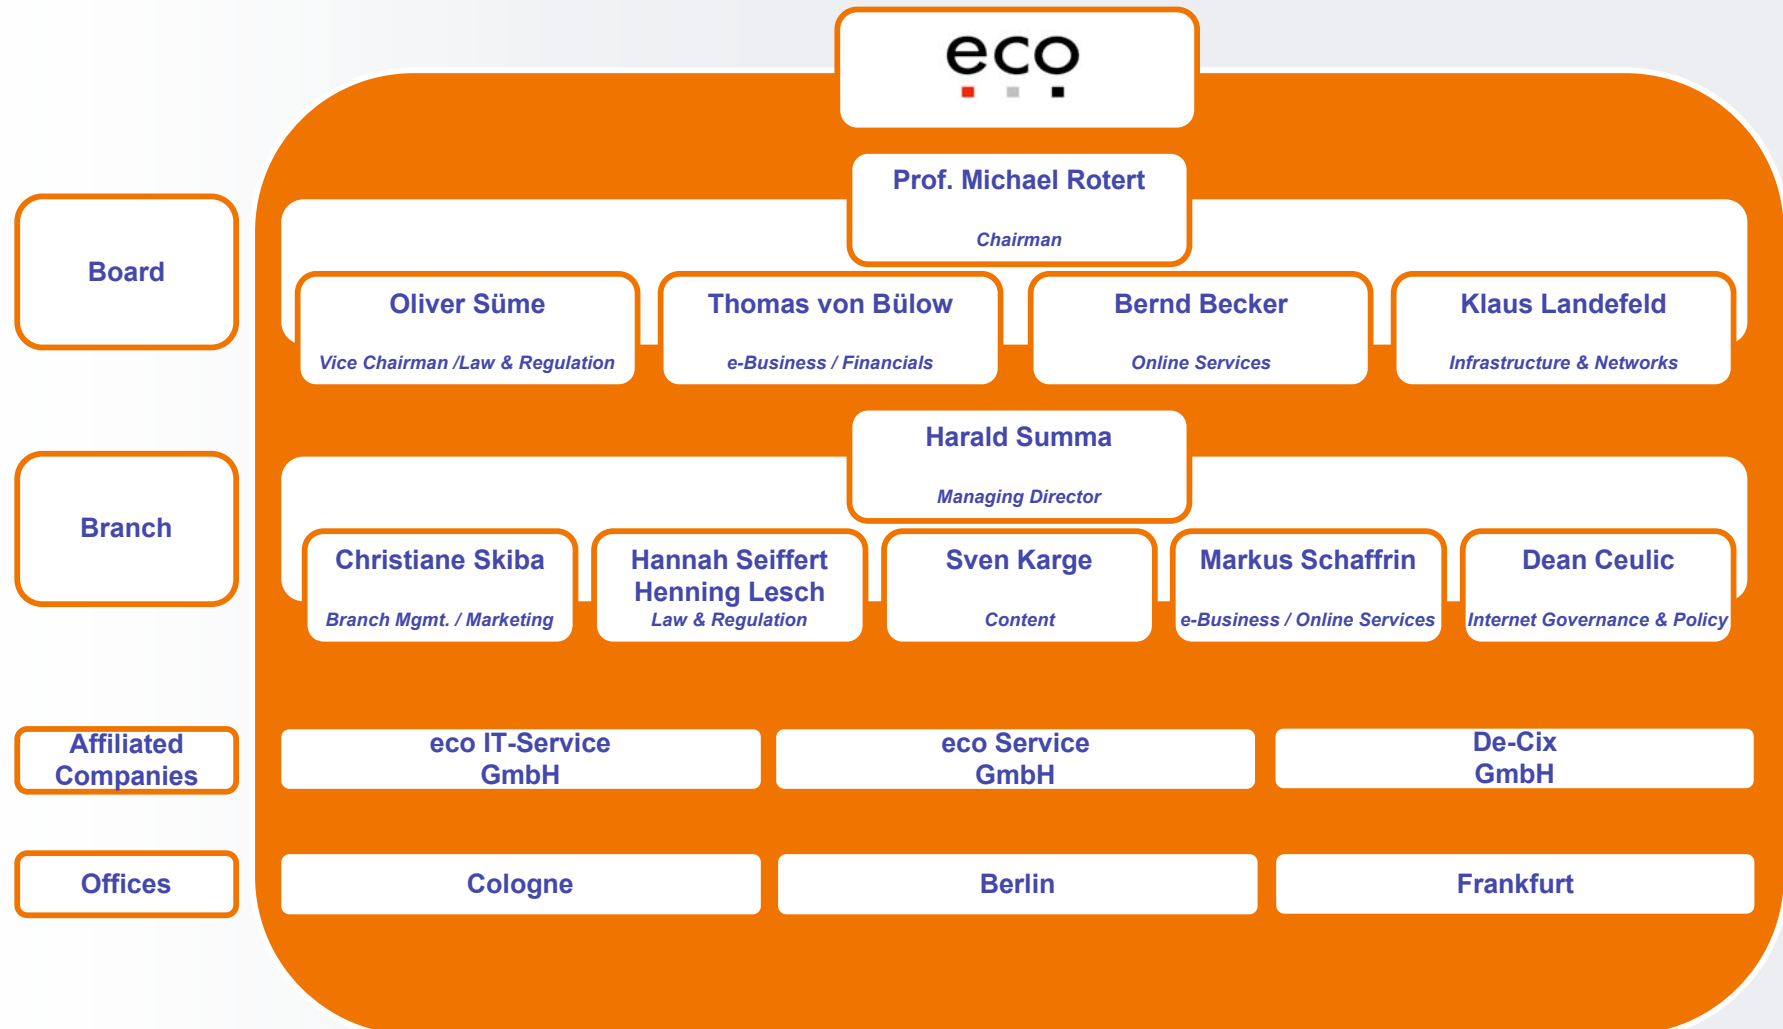 eco
Prof. Michael Rotert
Chairman
Board
Oliver Süme
Vice Chairman /Law & Regulation
Thomas von Bülow
e-Business / Financials
Bernd Becker
Online Services
Klaus Landefeld
Infrastructure & Networks
Harald Summa
Managing Director
Branch
Christiane Skiba
Branch Mgmt. / Marketing
Hannah Seiffert
Henning Lesch
Law & Regulation
Sven Karge
Content
Markus Schaffrin
e-Business / Online Services
Dean Ceulic
Internet Governance & Policy
Affiliated
Companies
eco IT-Service
GmbH
eco Service
GmbH
De-Cix
GmbH
Offices
Cologne
Berlin
Frankfurt